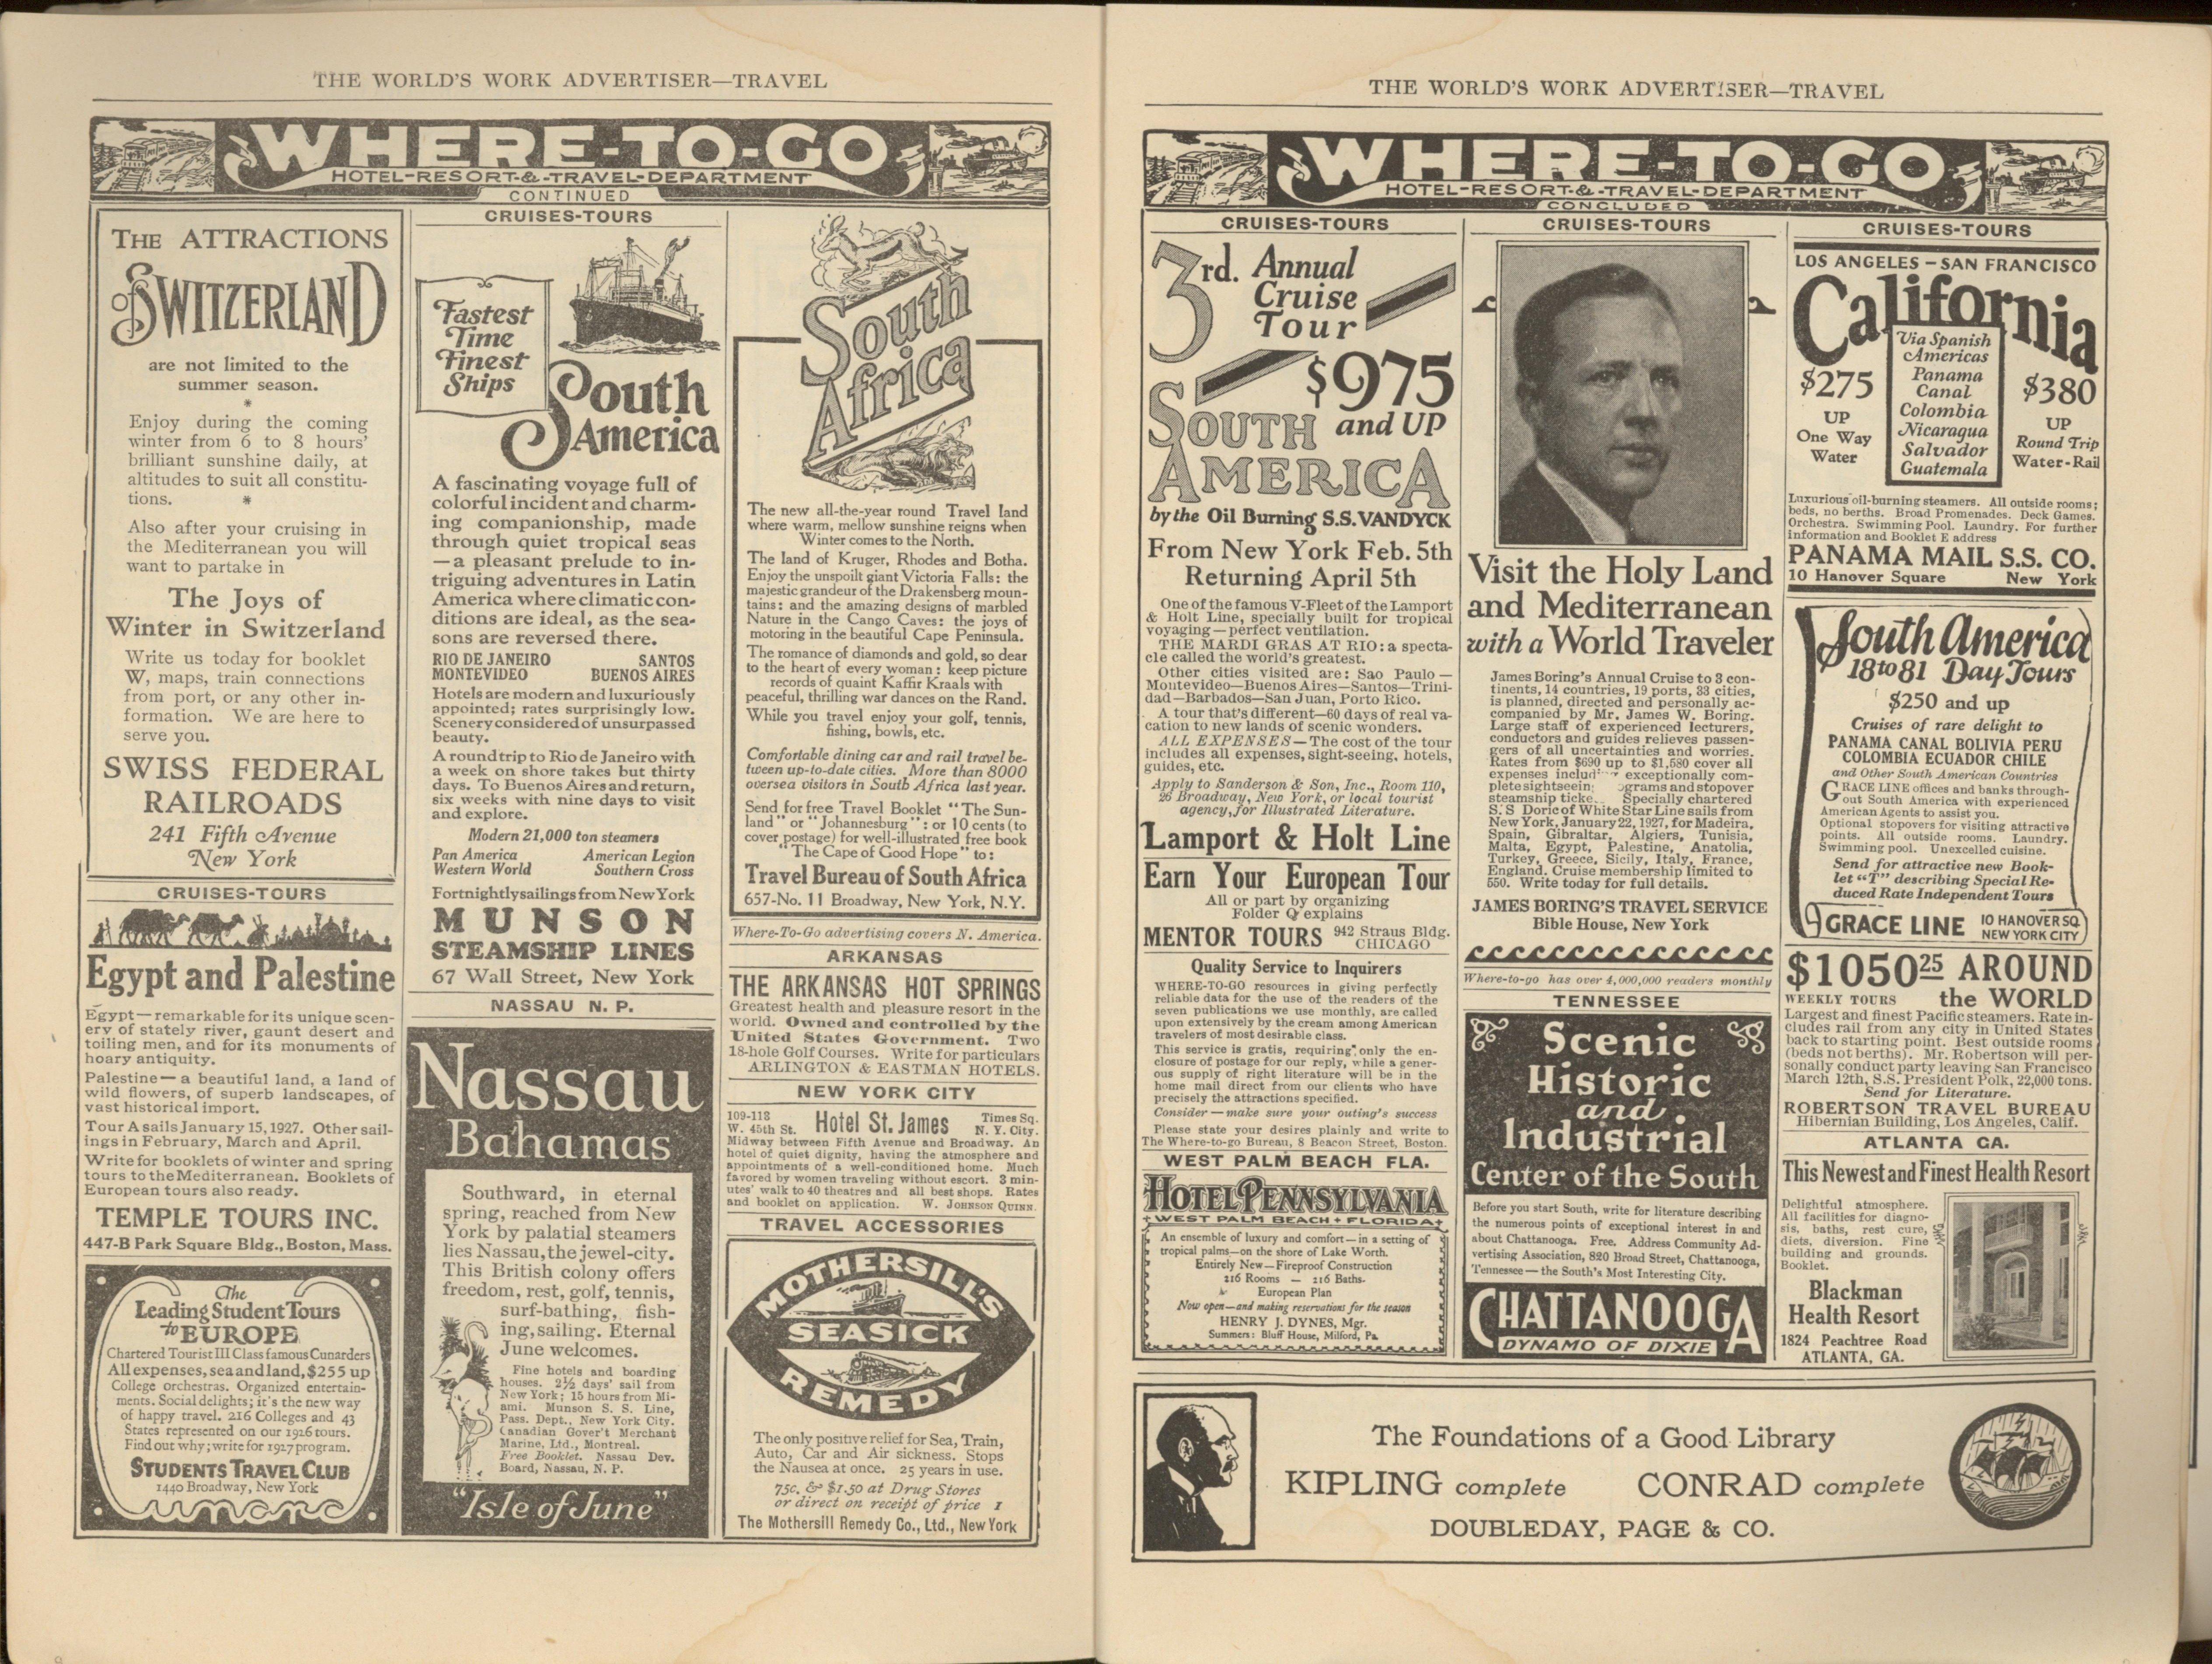 THE WORLD'S WORK ADVERTISER—TRAVEL
WHERE-TO-GO
HOTEL-RESORT-&-TRAVEL-DEPARTMENT
CONTINUED
THE ATTRACTIONS
of SWITZERLAND
are not limited to the
summer season.
*
Enjoy during the coming
winter from 6 to 8 hours'
brilliant sunshine daily, at
altitudes to suit all constitu-
tions. *
Also after your cruising in
the Mediterranean you will
want to partake in
The Joys of
Winter in Switzerland
Write us today for booklet
W, maps, train connections
from port, or any other in-
formation. We are here to
serve you.
SWISS FEDERAL
RAILROADS
241 Fifth Avenue
New York
CRUISES-TOURS
Egypt and Palestine
Egypt—remarkable for its unique scen-
ery of stately river, gaunt desert and
toiling men, and for its monuments of
hoary antiquity.
Palestine—a beautiful land, a land of
wild flowers, of superb landscapes, of
vast historical import.
Tour A sails January 15, 1927. Other sail-
ings in February, March and April.
Write for booklets of winter and spring
tours to the Mediterranean. Booklets of
European tours also ready.
TEMPLE TOURS INC.
447-B Park Square Bldg., Boston, Mass.
The
Leading Student Tours
to EUROPE
Chartered Tourist III Class famous Cunarders
All expenses, sea and land, $255 up
College orchestras. Organized entertain-
ments. Social delights; it's the new way
of happy travel. 216 Colleges and 43
States represented on our 1926 tours.
Find out why; write for 1927 program.
STUDENTS TRAVEL CLUB
1440 Broadway, New York
CRUISES-TOURS
Fastest
Time
Finest
Ships
South
America
A fascinating voyage full of
colorful incident and charm-
ing companionship, made
through quiet tropical seas
—a pleasant prelude to in-
triguing adventures in Latin
America where climatic con-
ditions are ideal, as the sea-
sons are reversed there.
RIO DE JANEIRO SANTOS
MONTEVIDEO BUENOS AIRES
Hotels are modern and luxuriously
appointed; rates surprisingly low.
Scenery considered of unsurpassed
beauty.
A round trip to Rio de Janeiro with
a week on shore takes but thirty
days. To Buenos Aires and return,
six weeks with nine days to visit
and explore.
Modern 21,000 ton steamers
Pan America American Legion
Western World Southern Cross
Fortnightly sailings from New York
MUNSON
STEAMSHIP LINES
67 Wall Street, New York
NASSAU N. P.
Nassau
Bahamas
Southward, in eternal
spring, reached from New
York by palatial steamers
lies Nassau, the jewel-city.
This British colony offers
freedom, rest, golf, tennis,
surf-bathing, fish-
ing, sailing. Eternal
June welcomes.
Fine hotels and boarding
houses. 2½ days' sail from
New York; 15 hours from Mi-
ami. Munson S. S. Line,
Pass. Dept., New York City.
Canadian Gover't Merchant
Marine, Ltd., Montreal.
Free Booklet. Nassau Dev.
Board, Nassau, N. P.
"Isle of June"
South
Africa
The new all-the-year round Travel land
where warm, mellow sunshine reigns when
Winter comes to the North.
The land of Kruger, Rhodes and Botha.
Enjoy the unspoilt giant Victoria Falls: the
majestic grandeur of the Drakensberg moun-
tains: and the amazing designs of marbled
Nature in the Cango Caves: the joys of
motoring in the beautiful Cape Peninsula.
The romance of diamonds and gold, so dear
to the heart of every woman: keep picture
records of quaint Kaffir Kraals with
peaceful, thrilling war dances on the Rand.
While you travel enjoy your golf, tennis,
fishing, bowls, etc.
Comfortable dining car and rail travel be-
tween up-to-date cities. More than 8000
oversea visitors in South Africa last year.
Send for free Travel Booklet "The Sun-
land" or "Johannesburg": or 10 cents (to
cover postage) for well-illustrated free book
"The Cape of Good Hope" to:
Travel Bureau of South Africa
657-No. 11 Broadway, New York, N.Y.
Where-To-Go advertising covers N. America.
ARKANSAS
THE ARKANSAS HOT SPRINGS
Greatest health and pleasure resort in the
world. Owned and controlled by the
United States Government. Two
18-hole Golf Courses. Write for particulars
ARLINGTON & EASTMAN HOTELS.
NEW YORK CITY
109-113 Hotel St. James Times Sq.
W. 45th St. N. Y. City.
Midway between Fifth Avenue and Broadway. An
hotel of quiet dignity, having the atmosphere and
appointments of a well-conditioned home. Much
favored by women traveling without escort. 3 min-
utes' walk to 40 theatres and all best shops. Rates
and booklet on application. W. JOHNSON QUINN.
TRAVEL ACCESSORIES
MOTHERSILL'S
SEASICK
REMEDY
The only positive relief for Sea, Train,
Auto, Car and Air sickness. Stops
the Nausea at once. 25 years in use.
75c. & $1.50 at Drug Stores
or direct on receipt of price 1
The Mothersill Remedy Co., Ltd., New York
THE WORLD'S WORK ADVERTISER—TRAVEL
WHERE-TO-GO
HOTEL-RESORT-&-TRAVEL-DEPARTMENT
CONCLUDED
CRUISES-TOURS
3rd. Annual
Cruise
Tour
$975
and UP
SOUTH
AMERICA
by the Oil Burning S.S. VANDYCK
From New York Feb. 5th
Returning April 5th
One of the famous V-Fleet of the Lamport
& Holt Line, specially built for tropical
voyaging—perfect ventilation.
THE MARDI GRAS AT RIO: a specta-
cle called the world's greatest.
Other cities visited are: Sao Paulo—
Montevideo—Buenos Aires—Santos—Trini-
dad—Barbados—San Juan, Porto Rico.
A tour that's different—60 days of real va-
cation to new lands of scenic wonders.
ALL EXPENSES—The cost of the tour
includes all expenses, sight-seeing, hotels,
guides, etc.
Apply to Sanderson & Son, Inc., Room 110,
26 Broadway, New York, or local tourist
agency, for Illustrated Literature.
Lamport & Holt Line
Earn Your European Tour
All or part by organizing
Folder Q explains
MENTOR TOURS 942 Straus Bldg.
CHICAGO
Quality Service to Inquirers
WHERE-TO-GO resources in giving perfectly
reliable data for the use of the readers of the
seven publications we use monthly, are called
upon extensively by the cream among American
travelers of most desirable class.
This service is gratis, requiring only the en-
closure of postage for our reply, while a gener-
ous supply of right literature will be in the
home mail direct from our clients who have
precisely the attractions specified.
Consider—make sure your outing's success
Please state your desires plainly and write to
The Where-to-go Bureau, 8 Beacon Street, Boston.
WEST PALM BEACH FLA.
HOTEL PENNSYLVANIA
WEST PALM BEACH FLORIDA
An ensemble of luxury and comfort—in a setting of
tropical palms—on the shore of Lake Worth.
Entirely New—Fireproof Construction
216 Rooms — 216 Baths.
European Plan
Now open—and making reservations for the season
HENRY J. DYNES, Mgr.
Summers: Bluff House, Milford, Pa.
CRUISES-TOURS
Visit the Holy Land
and Mediterranean
with a World Traveler
James Boring's Annual Cruise to 3 con-
tinents, 14 countries, 19 ports, 33 cities,
is planned, directed and personally ac-
companied by Mr. James W. Boring.
Large staff of experienced lecturers,
conductors and guides relieves passen-
gers of all uncertainties and worries.
Rates from $690 up to $1,580 cover all
expenses exceptionally com-
plete sightseein and stopover
steamship Specially chartered
S. S Doric of White Star Line sails from
New York, January 22, 1927, for Madeira,
Spain, Gibraltar, Algiers, Tunisia,
Malta, Egypt, Palestine, Anatolia,
Turkey, Greece, Sicily, Italy, France,
England. Cruise membership limited to
550. Write today for full details.
JAMES BORING'S TRAVEL SERVICE
Bible House, New York
Where-to-go has over 4,000,000 readers monthly
TENNESSEE
Scenic
Historic
and
Industrial
Center of the South
Before you start South, write for literature describing
the numerous points of exceptional interest in and
about Chattanooga. Free. Address Community Ad-
vertising Association, 820 Broad Street, Chattanooga,
Tennessee—the South's Most Interesting City.
CHATTANOOGA
DYNAMO OF DIXIE
CRUISES-TOURS
LOS ANGELES – SAN FRANCISCO
California
$275
UP
One Way
Water
Via Spanish
Americas
Panama
Canal
Colombia
Nicaragua
Salvador
Guatemala
$380
UP
Round Trip
Water-Rail
Luxurious oil-burning steamers. All outside rooms;
beds, no berths. Broad Promenades. Deck Games.
Orchestra. Swimming Pool. Laundry. For further
information and Booklet E address
PANAMA MAIL S.S. CO.
10 Hanover Square New York
South America
18 to 81 Day Tours
$250 and up
Cruises of rare delight to
PANAMA CANAL BOLIVIA PERU
COLOMBIA ECUADOR CHILE
and Other South American Countries
GRACE LINE offices and banks through-
out South America with experienced
American Agents to assist you.
Optional stopovers for visiting attractive
points. All outside rooms. Laundry.
Swimming pool. Unexcelled cuisine.
Send for attractive new Book-
let "T" describing Special Re-
duced Rate Independent Tours
GRACE LINE 10 HANOVER SQ.
NEW YORK CITY
$1050.25 AROUND
WEEKLY TOURS the WORLD
Largest and finest Pacific steamers. Rate in-
cludes rail from any city in United States
back to starting point. Best outside rooms
(beds not berths). Mr. Robertson will per-
sonally conduct party leaving San Francisco
March 12th, S.S. President Polk, 22,000 tons.
Send for Literature.
ROBERTSON TRAVEL BUREAU
Hibernian Building, Los Angeles, Calif.
ATLANTA GA.
This Newest and Finest Health Resort
Delightful atmosphere.
All facilities for diagno-
sis, baths, rest cure,
diets, diversion. Fine
building and grounds.
Booklet.
Blackman
Health Resort
1824 Peachtree Road
ATLANTA, GA.
The Foundations of a Good Library
KIPLING complete CONRAD complete
DOUBLEDAY, PAGE & CO.